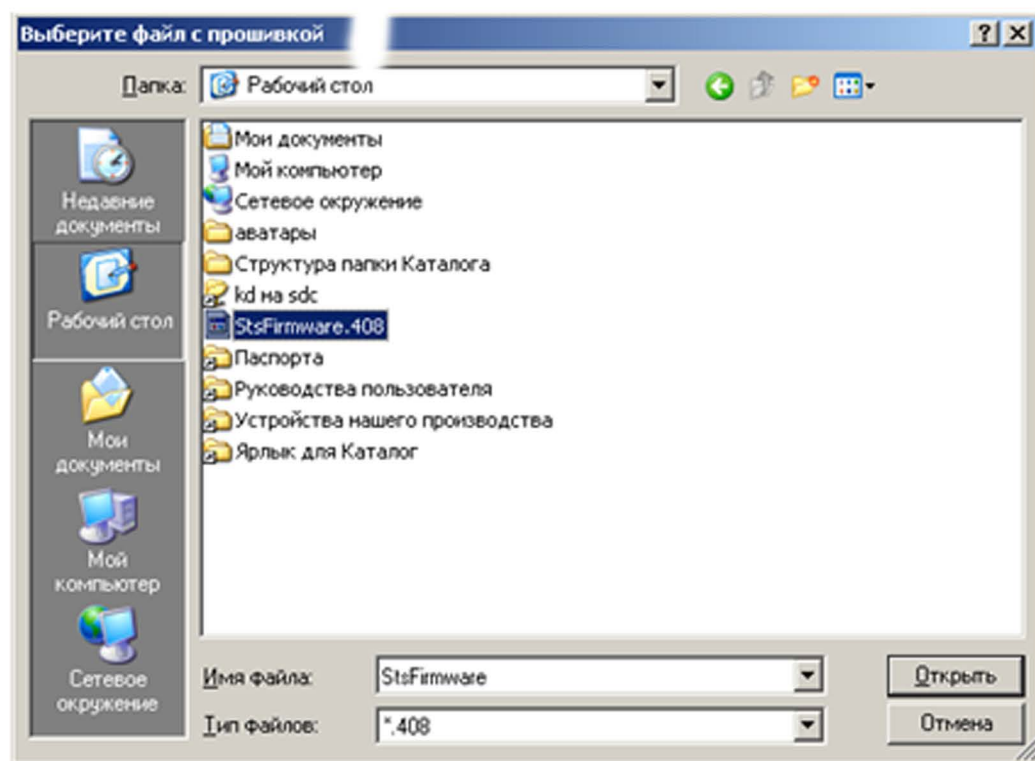 Выберите файл с прошивкой
Папка:
Рабочий стол
Недавние
документы
Рабочий стол
Мои
документы
Мой
компьютер
Сетевое
окружение
Мои документы
Мой компьютер
Сетевое окружение
аватары
Структура папки Каталога
kd на sdc
StsFirmware.408
Паспорта
Руководства пользователя
Устройства нашего производства
Ярлык для Каталог
Имя файла:
StsFirmware
Открыть
Тип файлов:
*.408
Отмена